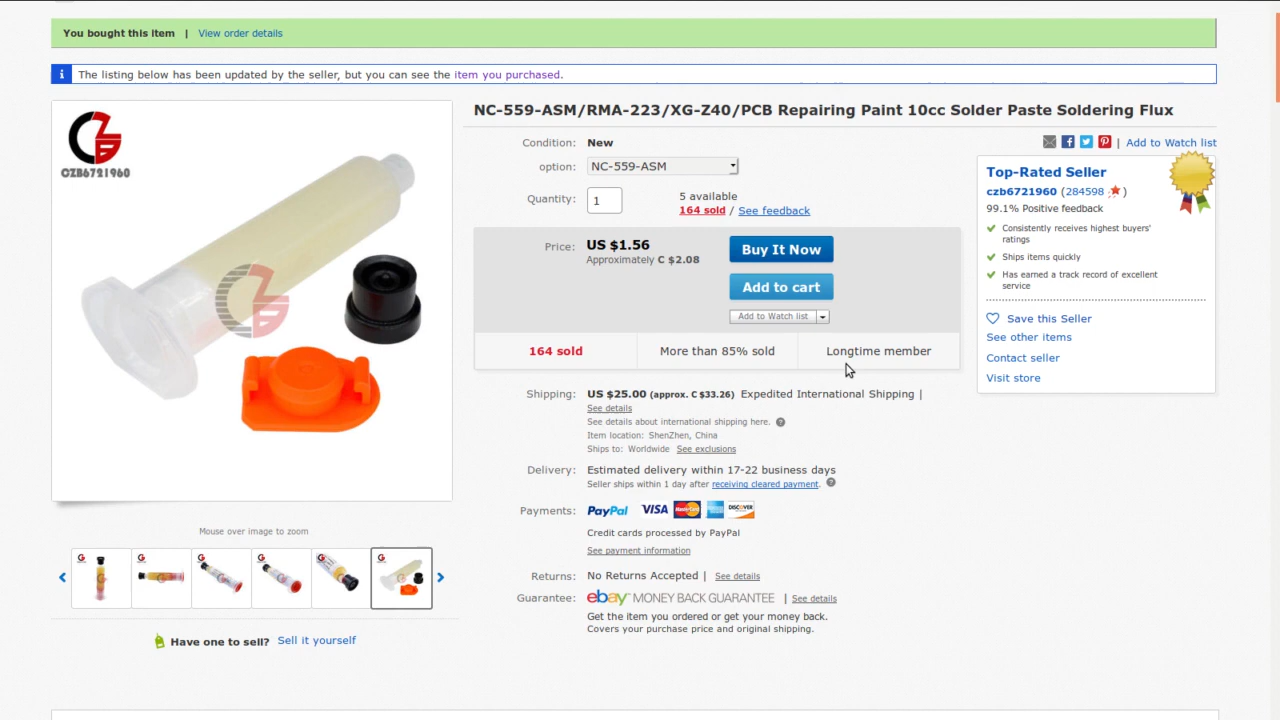 You bought this item | View order details
i The listing below has been updated by the seller, but you can see the item you purchased.
CZB6721960
NC-559-ASM/RMA-223/XG-Z40/PCB Repairing Paint 10cc Solder Paste Soldering Flux
Condition: New
| Add to Watch list
option: NC-559-ASM
Quantity: 1
5 available
164 sold / See feedback
Price: US $1.56
Approximately C $2.08
Buy It Now
Add to cart
Add to Watch list
164 sold
More than 85% sold
Longtime member
Top-Rated Seller
czb6721960 (284598 )
99.1% Positive feedback
Consistently receives highest buyers'
ratings
Ships items quickly
Has earned a track record of excellent
service
Save this Seller
See other items
Contact seller
Visit store
Shipping: US $25.00 (approx. C $33.26) Expedited International Shipping |
See details
See details about international shipping here. ?
Item location: ShenZhen, China
Ships to: Worldwide See exclusions
Delivery: Estimated delivery within 17-22 business days
Seller ships within 1 day after receiving cleared payment. ?
Payments: PayPal VISA MasterCard DISCOVER
Credit cards processed by PayPal
See payment information
Returns: No Returns Accepted | See details
Guarantee: ebay MONEY BACK GUARANTEE | See details
Get the item you ordered or get your money back.
Covers your purchase price and original shipping.
Mouse over image to zoom
Have one to sell? Sell it yourself